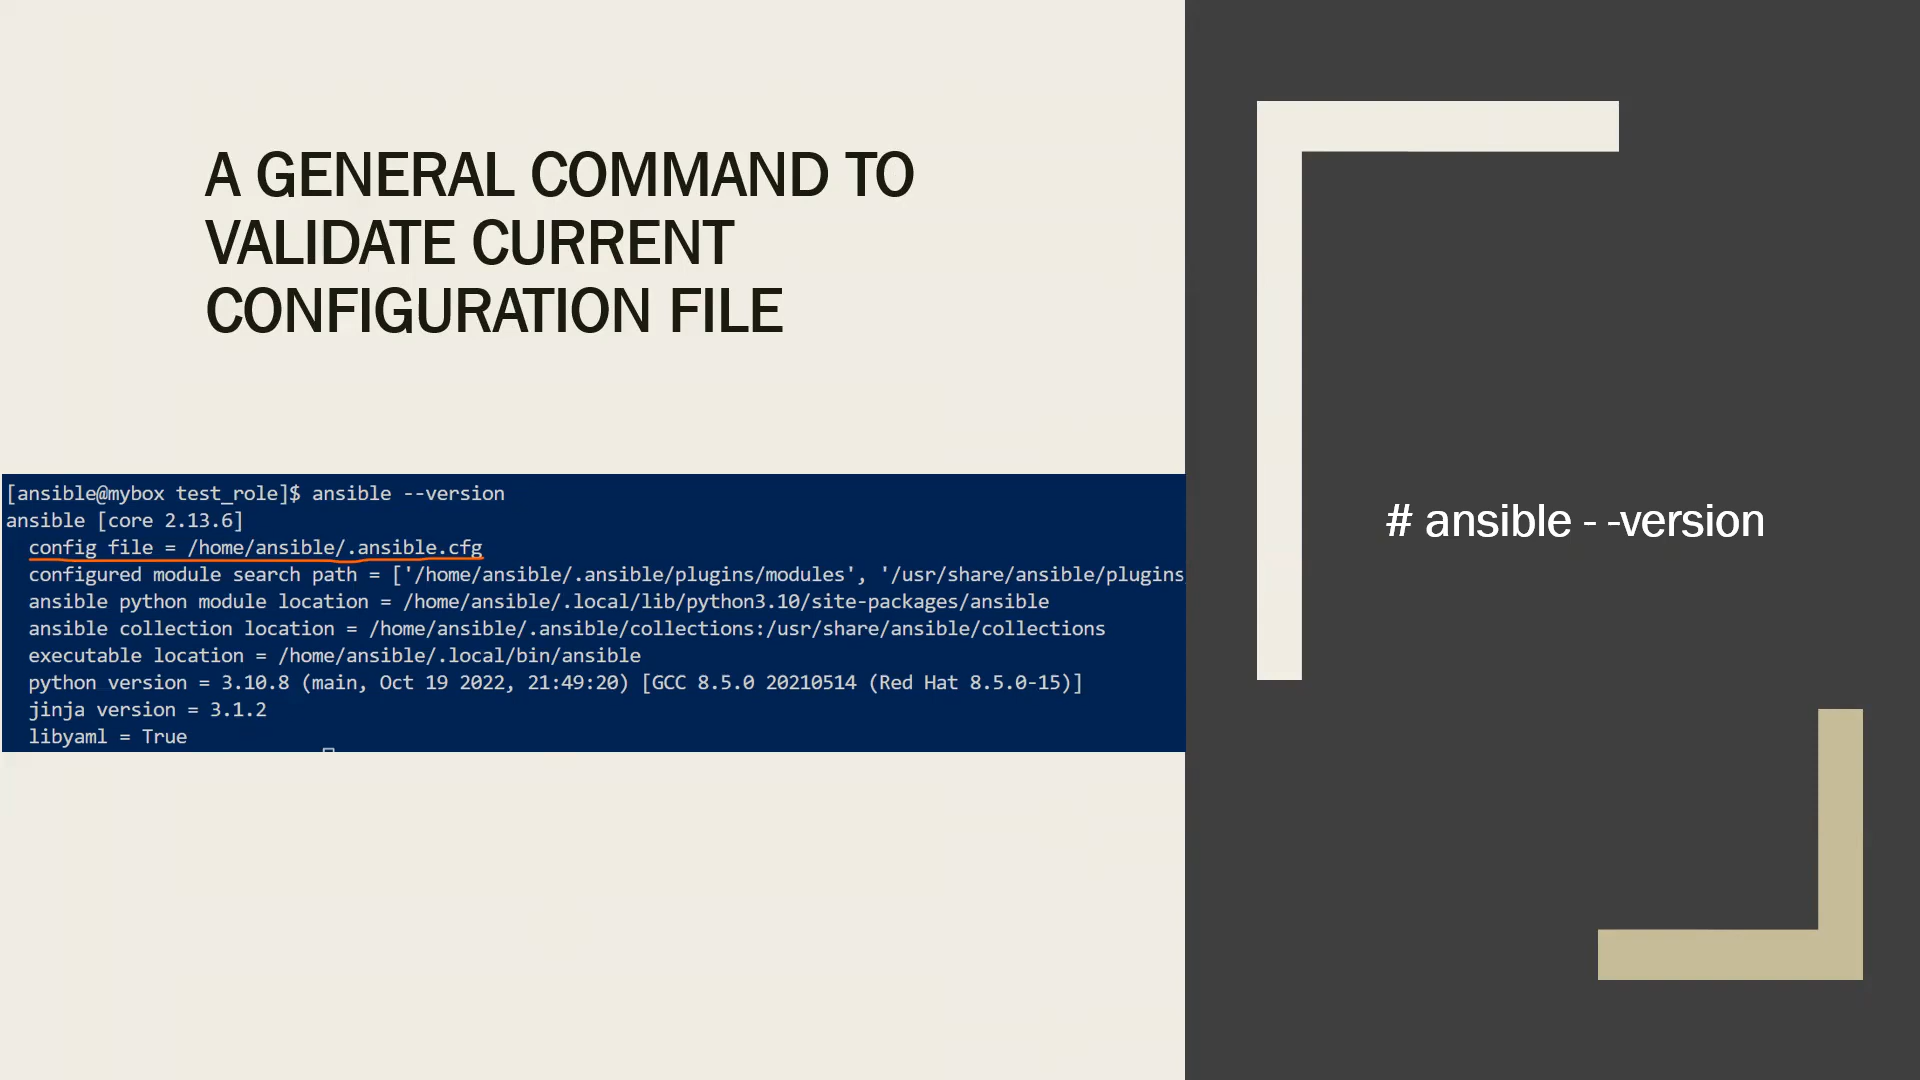 A GENERAL COMMAND TO
VALIDATE CURRENT
CONFIGURATION FILE
[ansible@mybox test_role]$ ansible --version
ansible [core 2.13.6]
config file = /home/ansible/.ansible.cfg
configured module search path = ['/home/ansible/.ansible/plugins/modules', '/usr/share/ansible/plugins
ansible python module location = /home/ansible/.local/lib/python3.10/site-packages/ansible
ansible collection location = /home/ansible/.ansible/collections:/usr/share/ansible/collections
executable location = /home/ansible/.local/bin/ansible
python version = 3.10.8 (main, Oct 19 2022, 21:49:20) [GCC 8.5.0 20210514 (Red Hat 8.5.0-15)]
jinja version = 3.1.2
libyaml = True
# ansible - -version